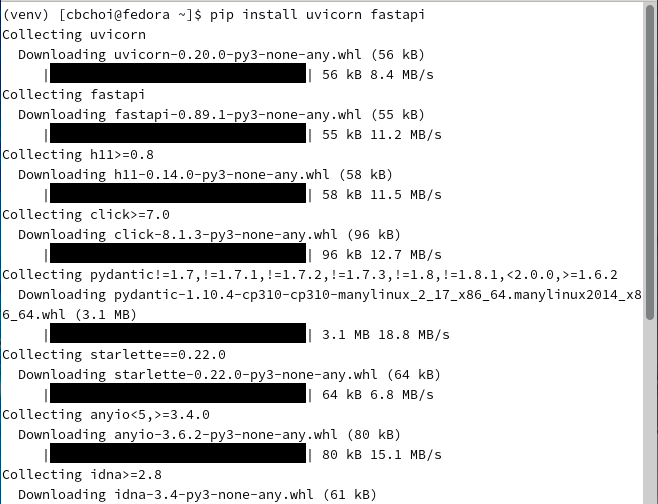 (venv) [cbchoi@fedora ~]$ pip install uvicorn fastapi
Collecting uvicorn
  Downloading uvicorn-0.20.0-py3-none-any.whl (56 kB)
     |████████████████████████████████| 56 kB 8.4 MB/s
Collecting fastapi
  Downloading fastapi-0.89.1-py3-none-any.whl (55 kB)
     |████████████████████████████████| 55 kB 11.2 MB/s
Collecting h11>=0.8
  Downloading h11-0.14.0-py3-none-any.whl (58 kB)
     |████████████████████████████████| 58 kB 11.5 MB/s
Collecting click>=7.0
  Downloading click-8.1.3-py3-none-any.whl (96 kB)
     |████████████████████████████████| 96 kB 12.7 MB/s
Collecting pydantic!=1.7,!=1.7.1,!=1.7.2,!=1.7.3,!=1.8,!=1.8.1,<2.0.0,>=1.6.2
  Downloading pydantic-1.10.4-cp310-cp310-manylinux_2_17_x86_64.manylinux2014_x8
6_64.whl (3.1 MB)
     |████████████████████████████████| 3.1 MB 18.8 MB/s
Collecting starlette==0.22.0
  Downloading starlette-0.22.0-py3-none-any.whl (64 kB)
     |████████████████████████████████| 64 kB 6.8 MB/s
Collecting anyio<5,>=3.4.0
  Downloading anyio-3.6.2-py3-none-any.whl (80 kB)
     |████████████████████████████████| 80 kB 15.1 MB/s
Collecting idna>=2.8
  Downloading idna-3.4-py3-none-any.whl (61 kB)